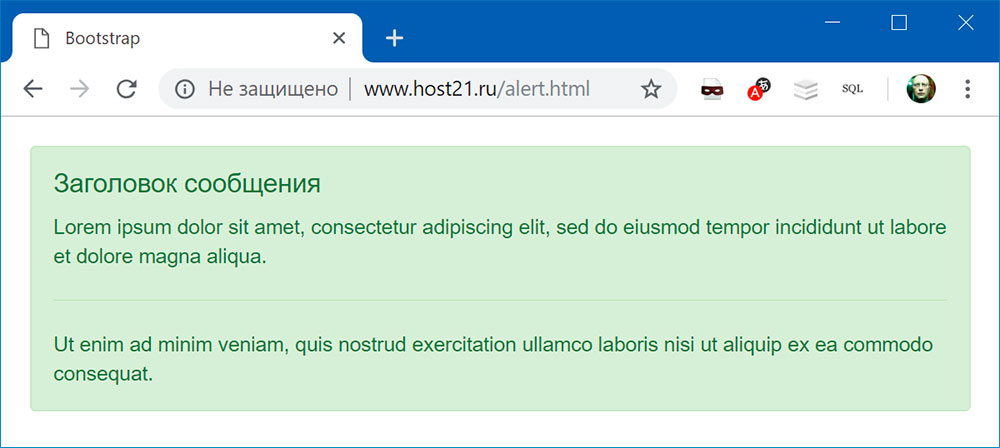 Bootstrap
Не защищено | www.host21.ru/alert.html
SQL
Заголовок сообщения
Lorem ipsum dolor sit amet, consectetur adipiscing elit, sed do eiusmod tempor incididunt ut labore
et dolore magna aliqua.
Ut enim ad minim veniam, quis nostrud exercitation ullamco laboris nisi ut aliquip ex ea commodo
consequat.